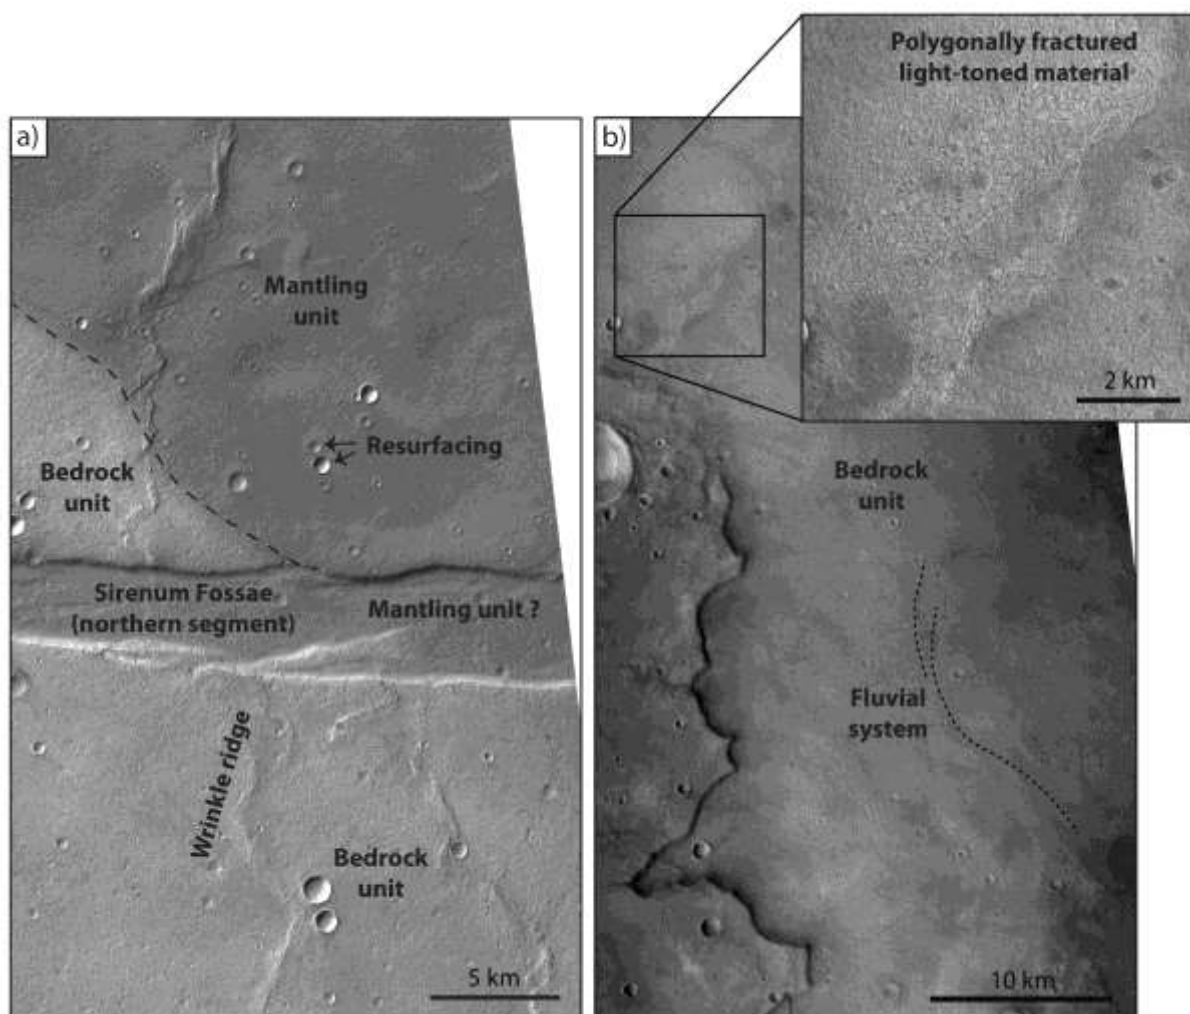 a)
Mantling
unit
Resurfacing
Bedrock
unit
Sirenum Fossae
(northern segment)
Mantling unit ?
Wrinkle ridge
Bedrock
unit
5 km
b)
Polygonally fractured
light-toned material
2 km
Bedrock
unit
Fluvial
system
10 km